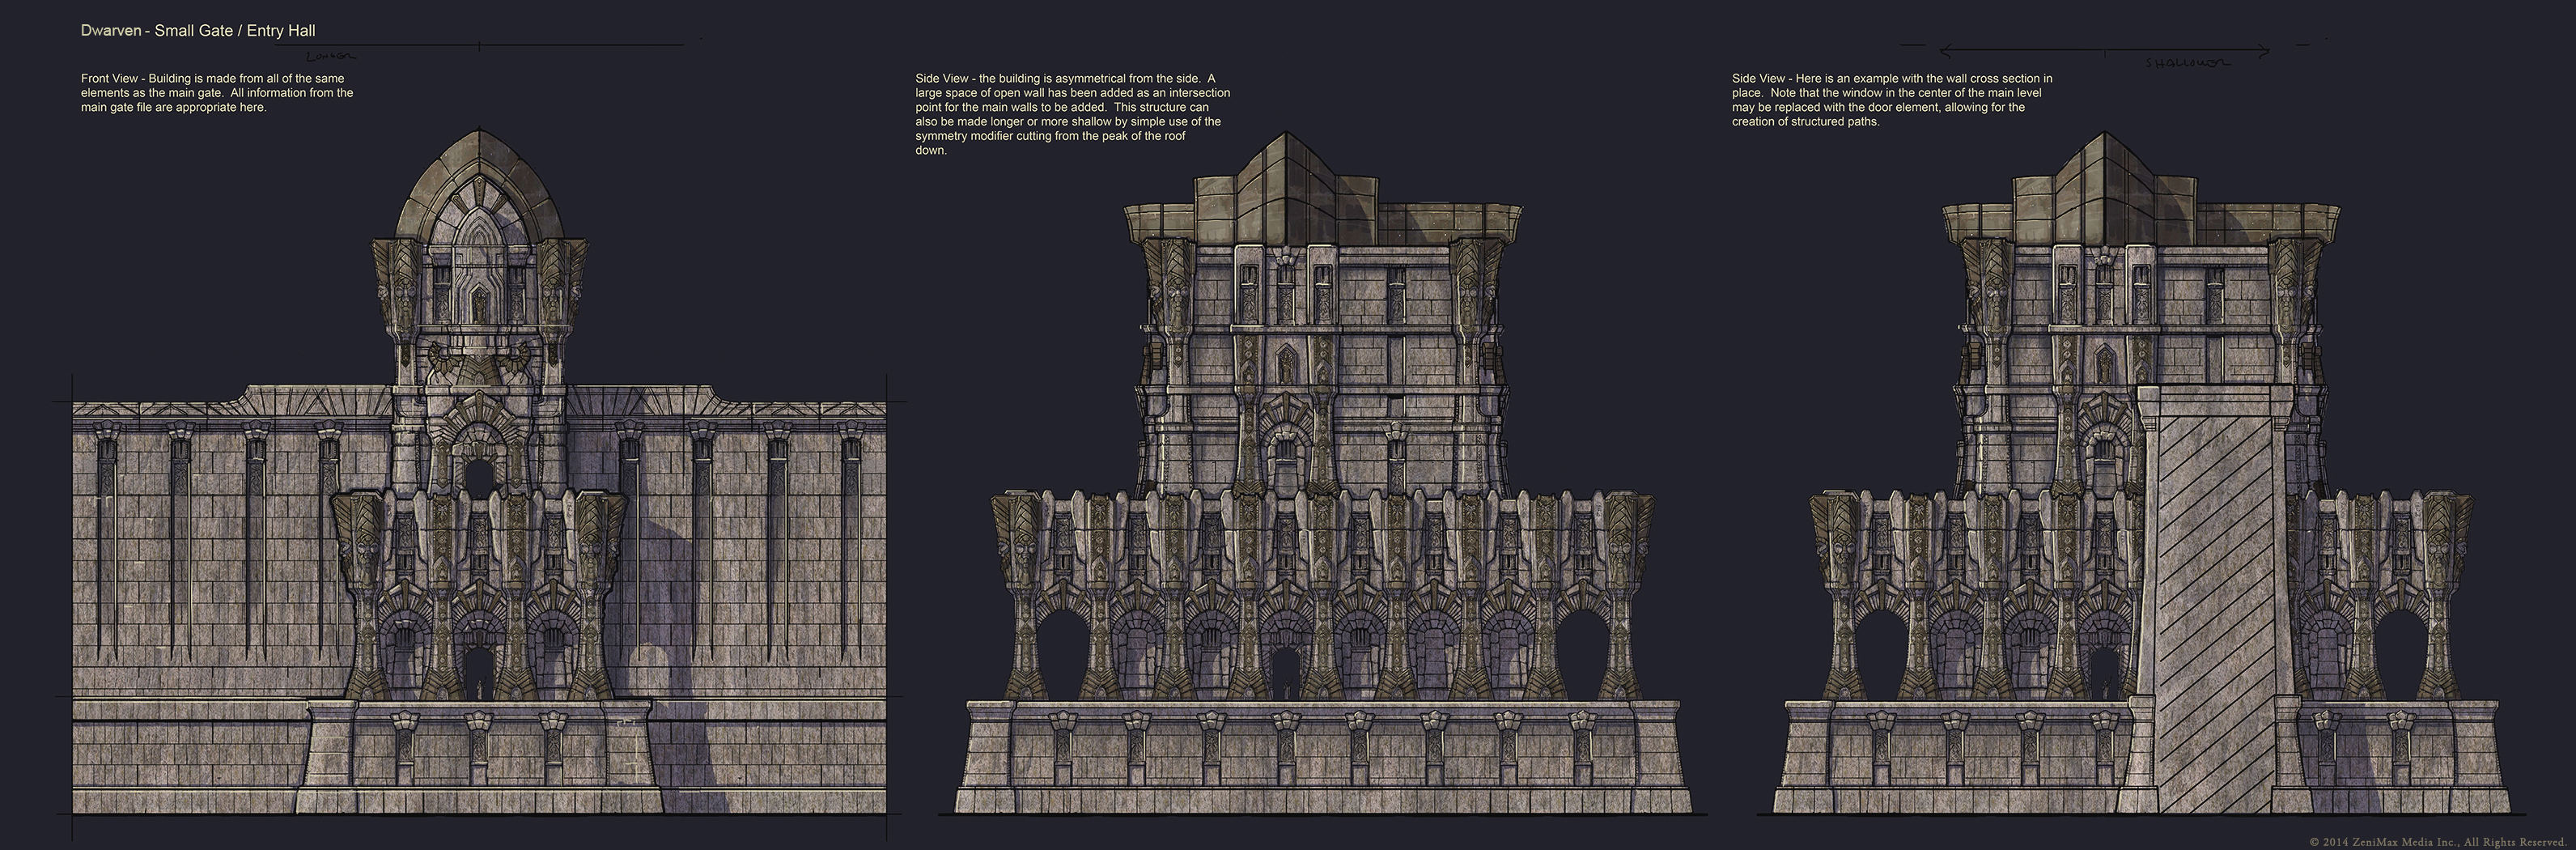 Dwarven - Small Gate / Entry Hall
Front View - Building is made from all of the same
elements as the main gate.  All information from the
main gate file are appropriate here.
Side View - the building is asymmetrical from the side.  A
large space of open wall has been added as an intersection
point for the main walls to be added.  This structure can
also be made longer or more shallow by simple use of the
symmetry modifier cutting from the peak of the roof
down.
SHALLOWER
Side View - Here is an example with the wall cross section in
place.  Note that the window in the center of the main level
may be replaced with the door element, allowing for the
creation of structured paths.
© 2014 ZeniMax Media Inc., All Rights Reserved.